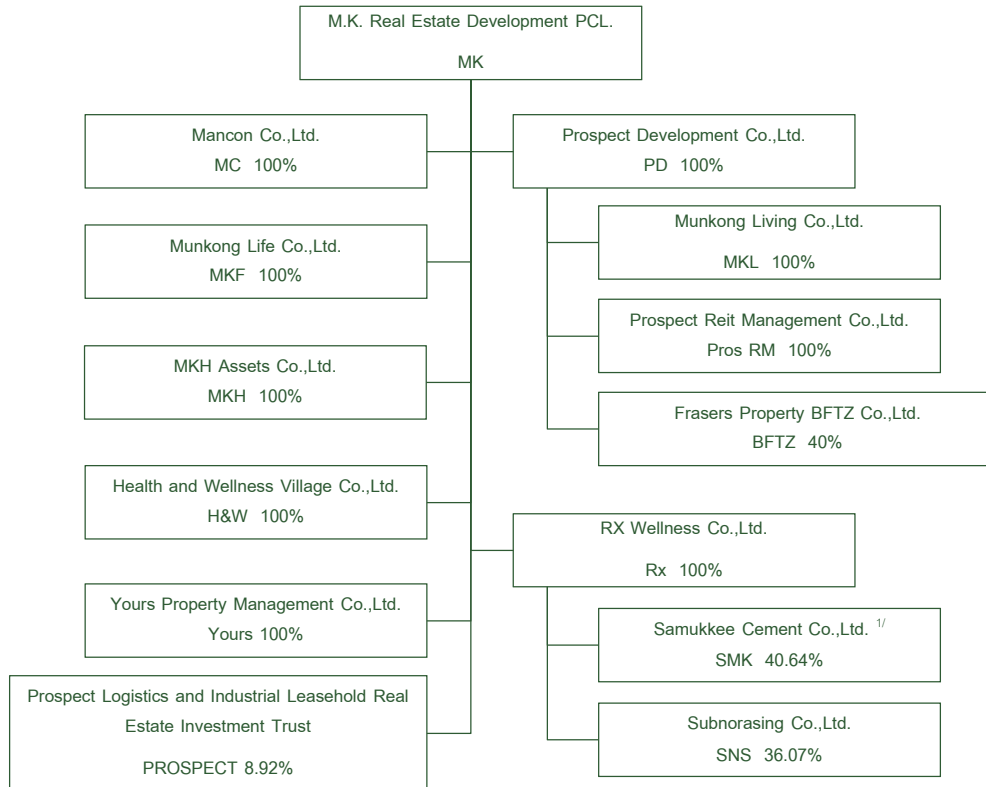 M.K. Real Estate Development PCL.
MK
Mancon Co.,Ltd.
MC 100%
Munkong Life Co.,Ltd.
MKF 100%
MKH Assets Co.,Ltd.
MKH 100%
Health and Wellness Village Co.,Ltd.
H&W 100%
Yours Property Management Co.,Ltd.
Yours 100%
Prospect Logistics and Industrial Leasehold Real
Estate Investment Trust
PROSPECT 8.92%
Prospect Development Co.,Ltd.
PD 100%
Munkong Living Co.,Ltd.
MKL 100%
Prospect Reit Management Co.,Ltd.
Pros RM 100%
Frasers Property BFTZ Co.,Ltd.
BFTZ 40%
RX Wellness Co.,Ltd.
Rx 100%
Samukkee Cement Co.,Ltd. 1/
SMK 40.64%
Subnorasing Co.,Ltd.
SNS 36.07%